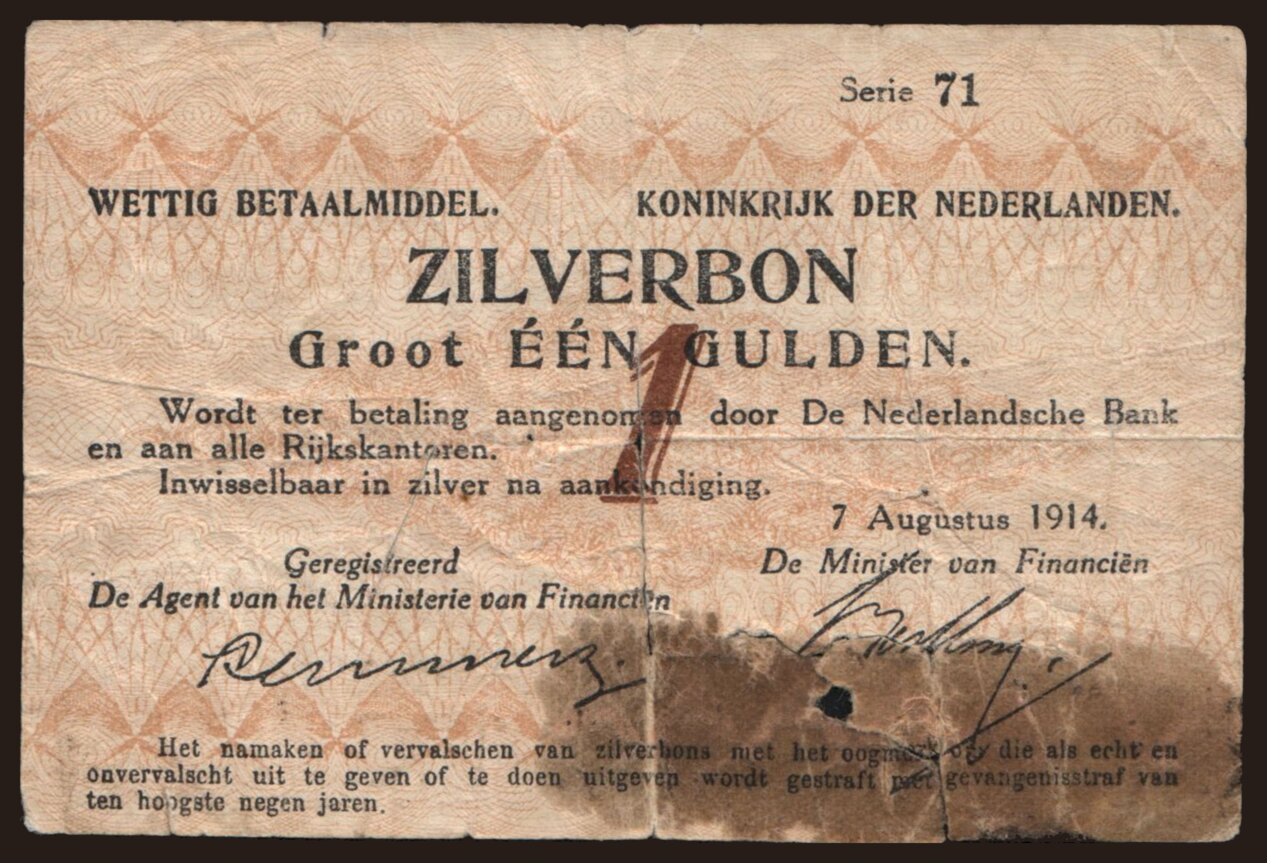 Serie 71
WETTIG BETAALMIDDEL. KONINKRIJK DER NEDERLANDEN.
ZILVERBON
Groot ÉÉN GULDEN.
1
Wordt ter betaling aangenomen door De Nederlandsche Bank
en aan alle Rijkskantoren.
Inwisselbaar in zilver na aankondiging.
7 Augustus 1914.
Geregistreerd De Minister van Financiën
De Agent van het Ministerie van Financiën
Het namaken of vervalschen van zilverbons met het oogmerk om die als echt en
onvervalscht uit te geven of te doen uitgeven wordt gestraft met gevangenisstraf van
ten hoogste negen jaren.